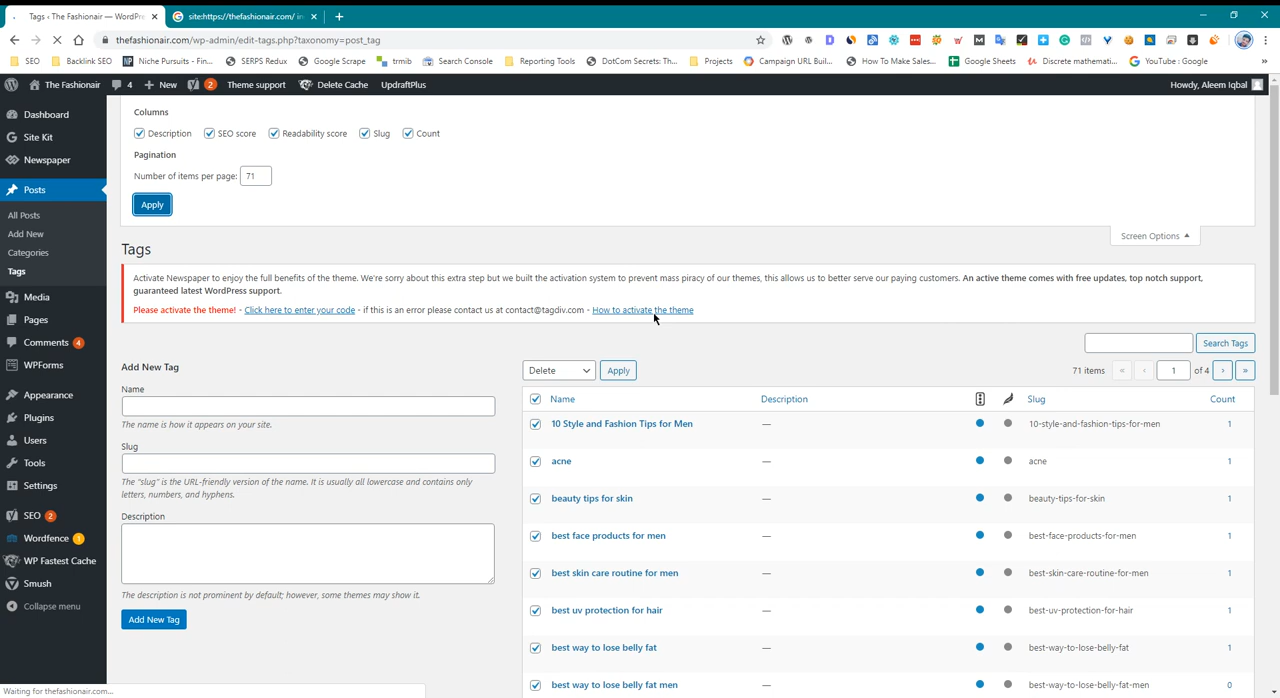 Tags ‹ The Fashionair — WordPre
site:https://thefashionair.com/ in
thefashionair.com/wp-admin/edit-tags.php?taxonomy=post_tag
SEO
Backlink SEO
Niche Pursuits - Fin...
SERPS Redux
Google Scrape
trmib
Search Console
Reporting Tools
DotCom Secrets: Th...
Projects
Campaign URL Buil...
How To Make Sales...
Google Sheets
Discrete mathemati...
YouTube : Google
The Fashionair
4
New
2
Theme support
Delete Cache
UpdraftPlus
Howdy, Aleem Iqbal
Dashboard
Site Kit
Newspaper
Posts
All Posts
Add New
Categories
Tags
Media
Pages
Comments 4
WPForms
Appearance
Plugins
Users
Tools
Settings
SEO 2
Wordfence 1
WP Fastest Cache
Smush
Collapse menu
Columns
Description
SEO score
Readability score
Slug
Count
Pagination
Number of items per page: 71
Apply
Screen Options
Tags
Activate Newspaper to enjoy the full benefits of the theme. We're sorry about this extra step but we built the activation system to prevent mass piracy of our themes, this allows us to better serve our paying customers. An active theme comes with free updates, top notch support,
guaranteed latest WordPress support.
Please activate the theme! - Click here to enter your code - if this is an error please contact us at contact@tagdiv.com - How to activate the theme
Search Tags
Add New Tag
Name
The name is how it appears on your site.
Slug
The "slug" is the URL-friendly version of the name. It is usually all lowercase and contains only
letters, numbers, and hyphens.
Description
The description is not prominent by default; however, some themes may show it.
Add New Tag
Delete
Apply
71 items « ‹ 1 of 4 › »
Name Description Slug Count
10 Style and Fashion Tips for Men — 10-style-and-fashion-tips-for-men 1
acne — acne 1
beauty tips for skin — beauty-tips-for-skin 1
best face products for men — best-face-products-for-men 1
best skin care routine for men — best-skin-care-routine-for-men 1
best uv protection for hair — best-uv-protection-for-hair 1
best way to lose belly fat — best-way-to-lose-belly-fat 1
best way to lose belly fat men — best-way-to-lose-belly-fat-men 0
Waiting for thefashionair.com...